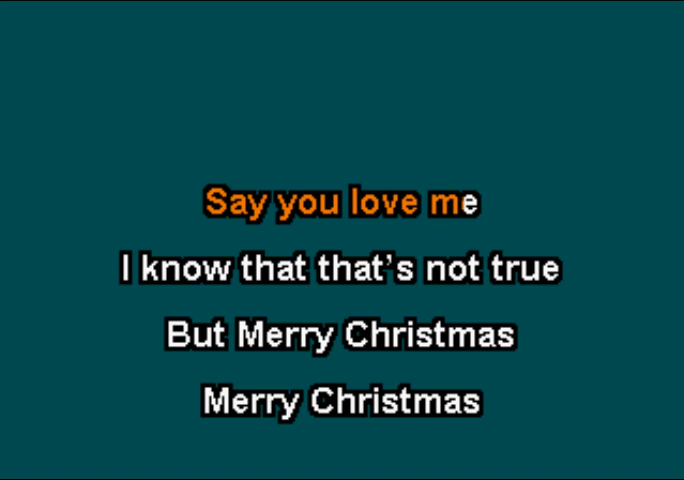 Say you love me
I know that that’s not true
But Merry Christmas
Merry Christmas